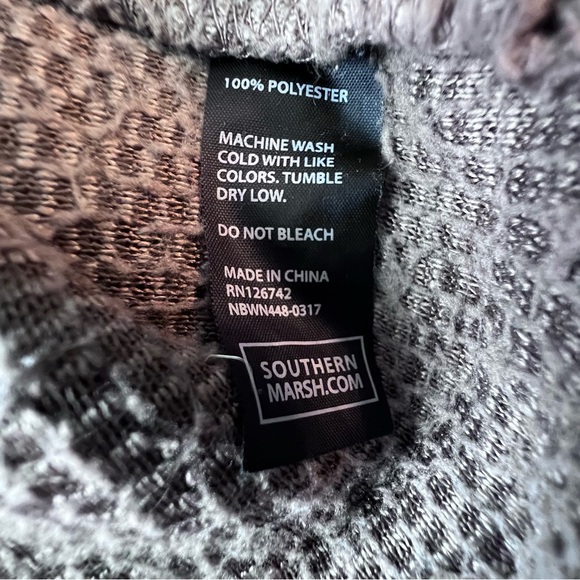 100% POLYESTER
MACHINE WASH
COLD WITH LIKE
COLORS. TUMBLE
DRY LOW.
DO NOT BLEACH
MADE IN CHINA
RN126742
NBWN448-0317
SOUTHERN
MARSH.COM